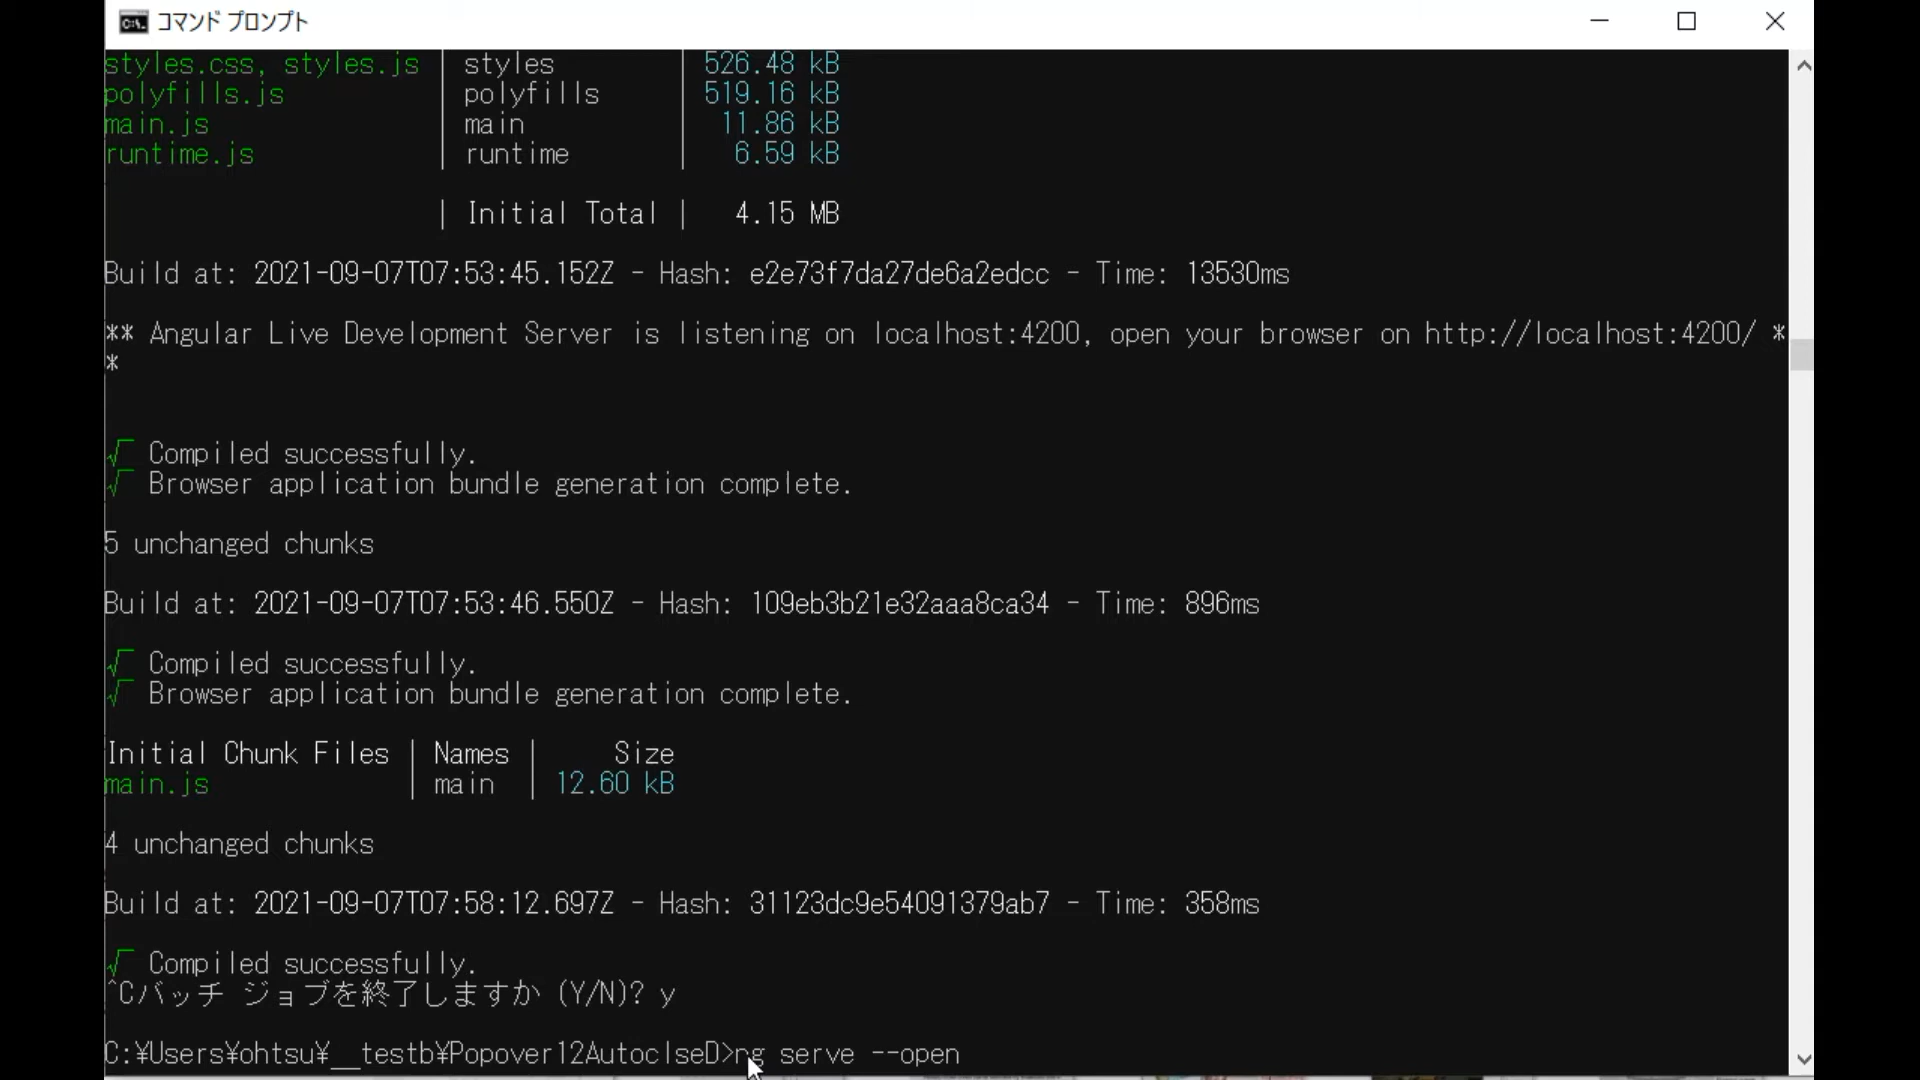 コマンド プロンプト
styles.css, styles.js | styles | 526.48 kB
polyfills.js | polyfills | 519.16 kB
main.js | main | 11.86 kB
runtime.js | runtime | 6.59 kB
| Initial Total | 4.15 MB
Build at: 2021-09-07T07:53:45.152Z - Hash: e2e73f7da27de6a2edcc - Time: 13530ms
** Angular Live Development Server is listening on localhost:4200, open your browser on http://localhost:4200/ *
*
√ Compiled successfully.
√ Browser application bundle generation complete.
5 unchanged chunks
Build at: 2021-09-07T07:53:46.550Z - Hash: 109eb3b21e32aaa8ca34 - Time: 896ms
√ Compiled successfully.
√ Browser application bundle generation complete.
Initial Chunk Files | Names | Size
main.js | main | 12.60 kB
4 unchanged chunks
Build at: 2021-09-07T07:58:12.697Z - Hash: 31123dc9e54091379ab7 - Time: 358ms
√ Compiled successfully.
^Cバッチ ジョブを終了しますか (Y/N)? y
C:¥Users¥ohtsu¥__testb¥Popover12AutoclseD>ng serve --open